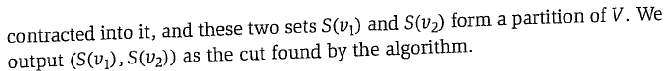 contracted into it, and these two sets S(v₁) and S(v₂) form a partition of V. We
output (S(v₁), S(v₂)) as the cut found by the algorithm.